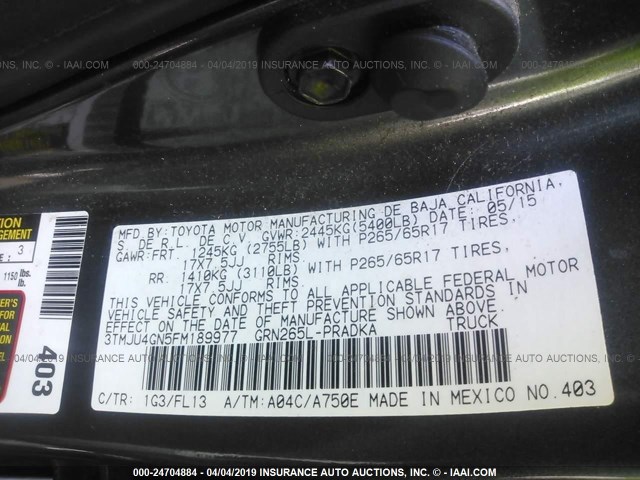 000-24704884 - 04/04/2019 INSURANCE AUTO AUCTIONS, INC. - © IAAI.COM
MFD.BY:TOYOTA MOTOR MANUFACTURING DE BAJA CALIFORNIA,
S. DE R.L. DE C.V. GVWR:2445KG(5400LB) DATE: 05/15
GAWR:FRT. 1245KG (2755LB) WITH P265/65R17 TIRES,
17X7.5JJ RIMS.
RR. 1410KG (3110LB) WITH P265/65R17 TIRES,
17X7.5JJ RIMS.
THIS VEHICLE CONFORMS TO ALL APPLICABLE FEDERAL MOTOR
VEHICLE SAFETY AND THEFT PREVENTION STANDARDS IN
EFFECT ON THE DATE OF MANUFACTURE SHOWN ABOVE.
3TMJU4GN5FM189977 GRN265L-PRADKA TRUCK
C/TR: 1G3/FL13 A/TM:A04C/A750E MADE IN MEXICO NO.403
3
1150 lbs.
lb.
403
000-24704884 - 04/04/2019 INSURANCE AUTO AUCTIONS, INC. - © IAAI.COM